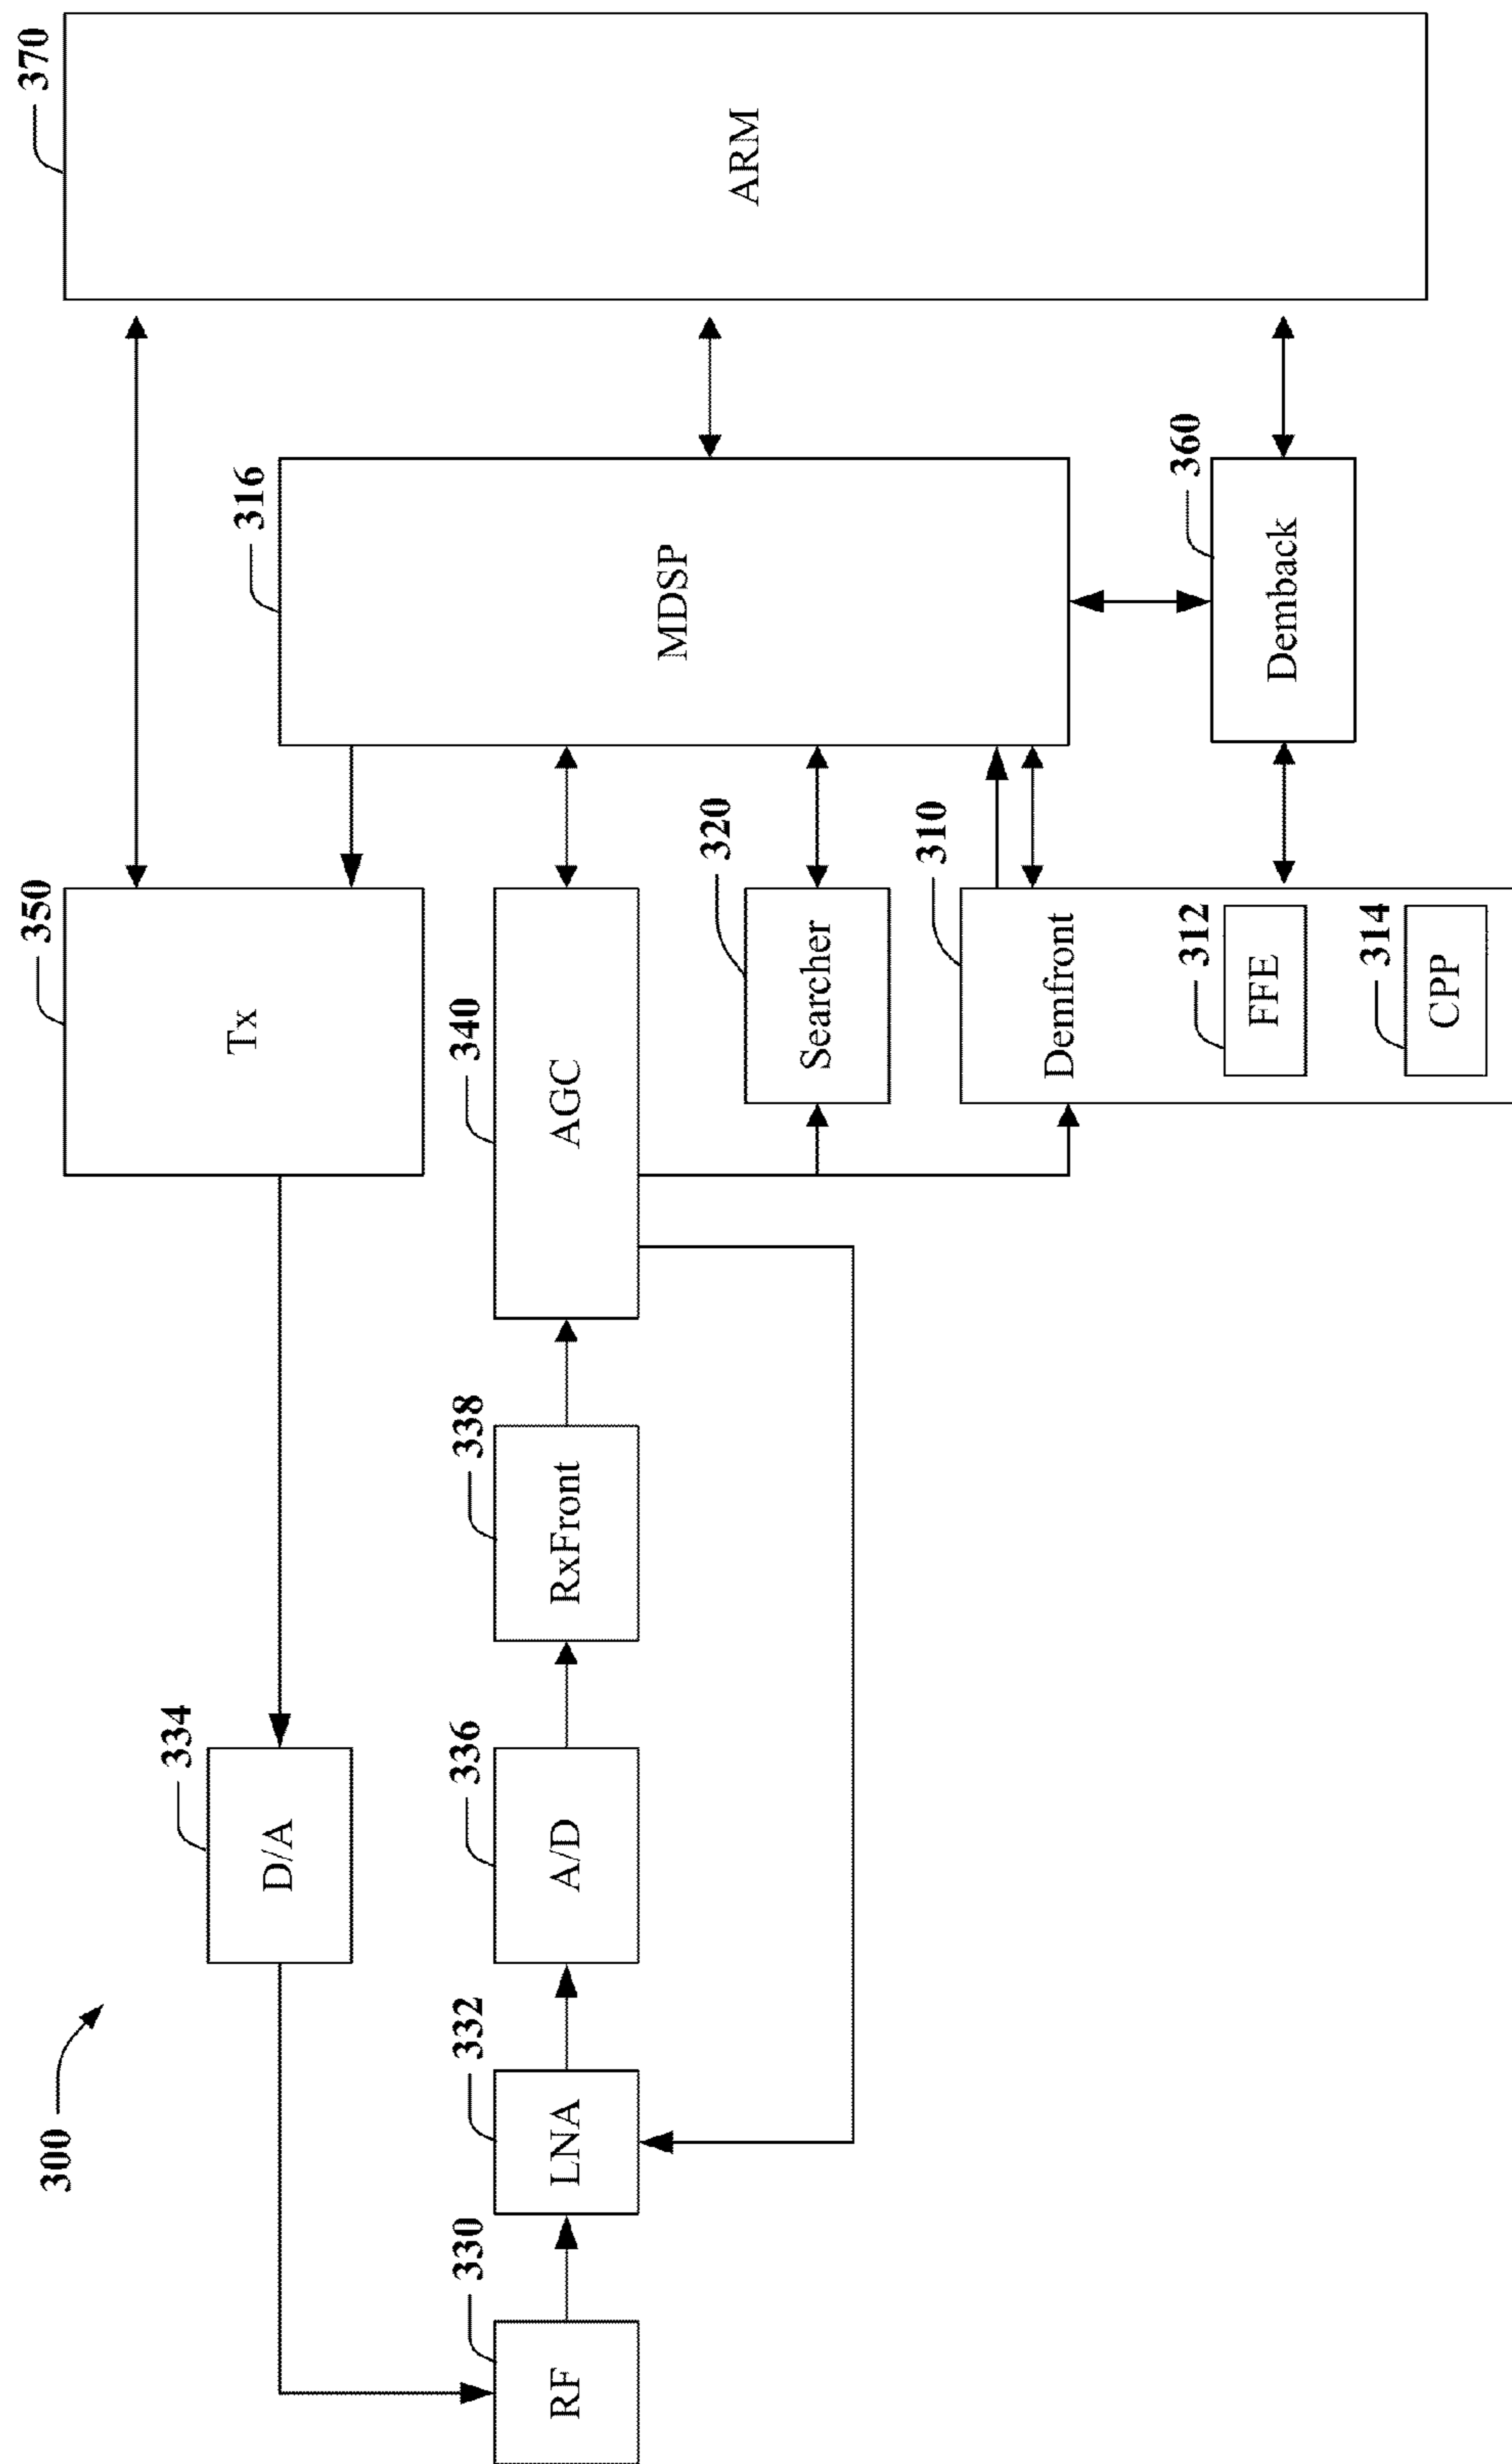 300
330
RF
332
LNA
334
D/A
336
A/D
338
RxFront
340
AGC
350
Tx
320
Searcher
310
Demfront
312
FFE
314
CPP
316
MDSP
360
Demback
370
ARM